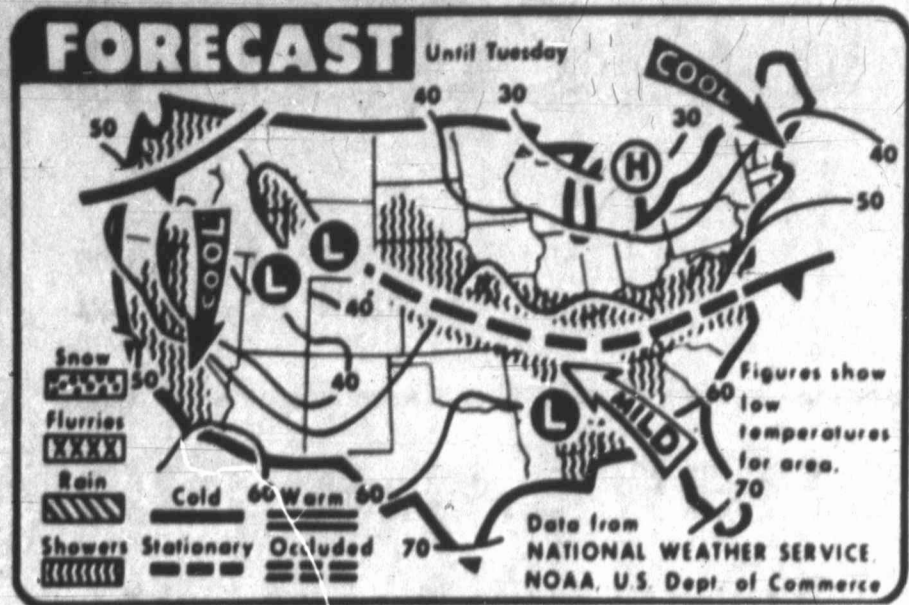 FORECAST Until Tuesday
COOL
50
40
30
30
40
H
50
COOL
L
L
40
40
50
Snow
Flurries
Rain
Showers
Cold
60
Warm
60
Stationary
Occluded
70
L
MILD
60
70
Figures show
low
temperatures
for area.
Data from
NATIONAL WEATHER SERVICE,
NOAA, U.S. Dept. of Commerce